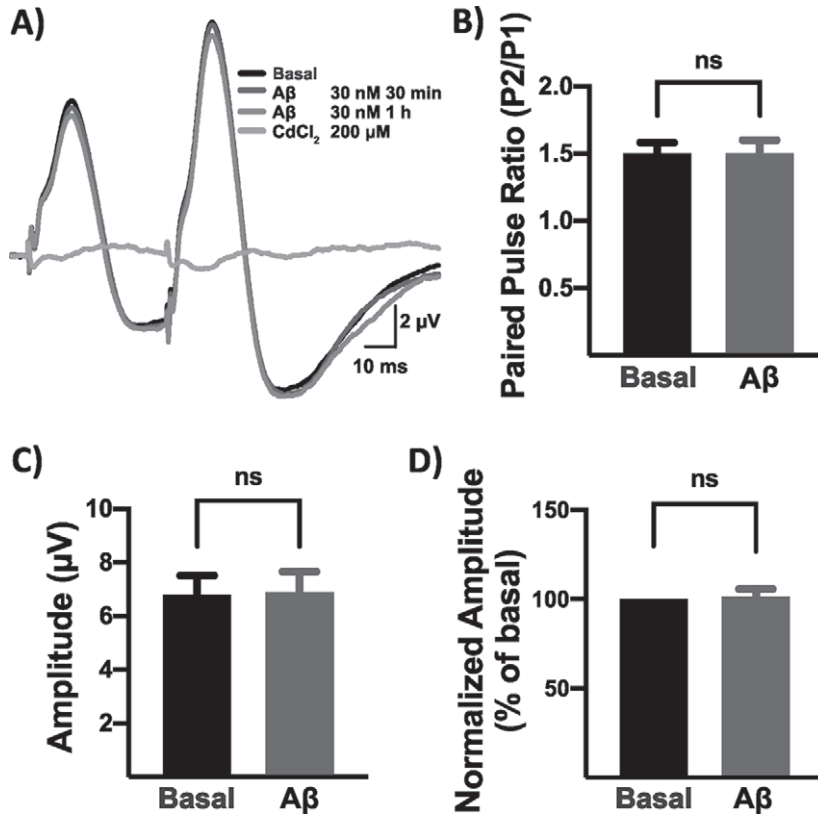 A)
Basal
Aβ 30 nM 30 min
Aβ 30 nM 1 h
CdCl₂ 200 µM
2 µV
10 ms
B)
ns
Paired Pulse Ratio (P2/P1)
2.0
1.5
1.0
0.5
Basal Aβ
C)
ns
Amplitude (µV)
10
8
6
4
2
Basal Aβ
D)
ns
Normalized Amplitude
(% of basal)
150
100
50
Basal Aβ